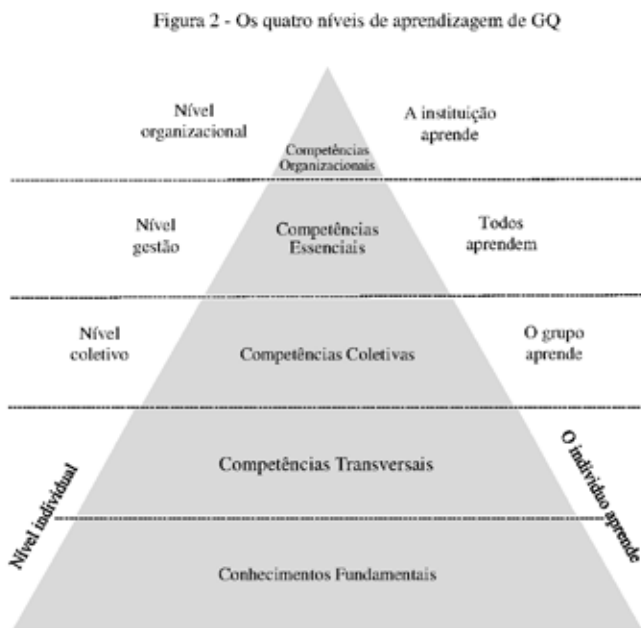 Figura 2 - Os quatro níveis de aprendizagem de GQ
Nível
organizacional
Competências
Organizacionais
A instituição
aprende
Nível
gestão
Competências
Essenciais
Todos
aprendem
Nível
coletivo
Competências Coletivas
O grupo
aprende
Nível individual
Competências Transversais
O indivíduo aprende
Conhecimentos Fundamentais